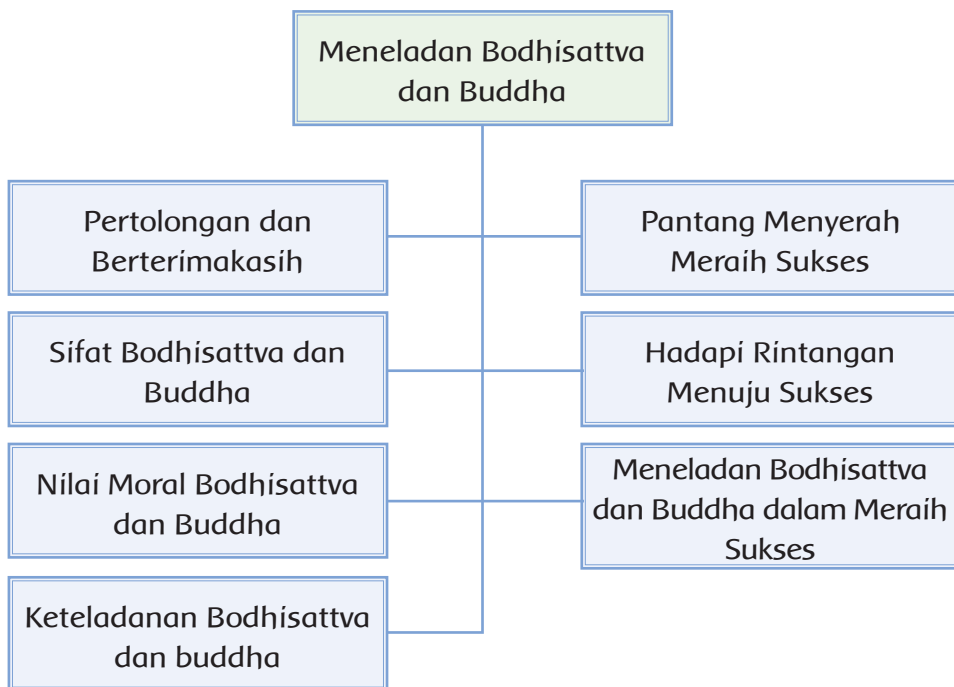 Meneladan Bodhisattva
dan Buddha
Pertolongan dan
Berterimakasih
Sifat Bodhisattva dan
Buddha
Nilai Moral Bodhisattva
dan Buddha
Keteladanan Bodhisattva
dan buddha
Pantang Menyerah
Meraih Sukses
Hadapi Rintangan
Menuju Sukses
Meneladan Bodhisattva
dan Buddha dalam Meraih
Sukses